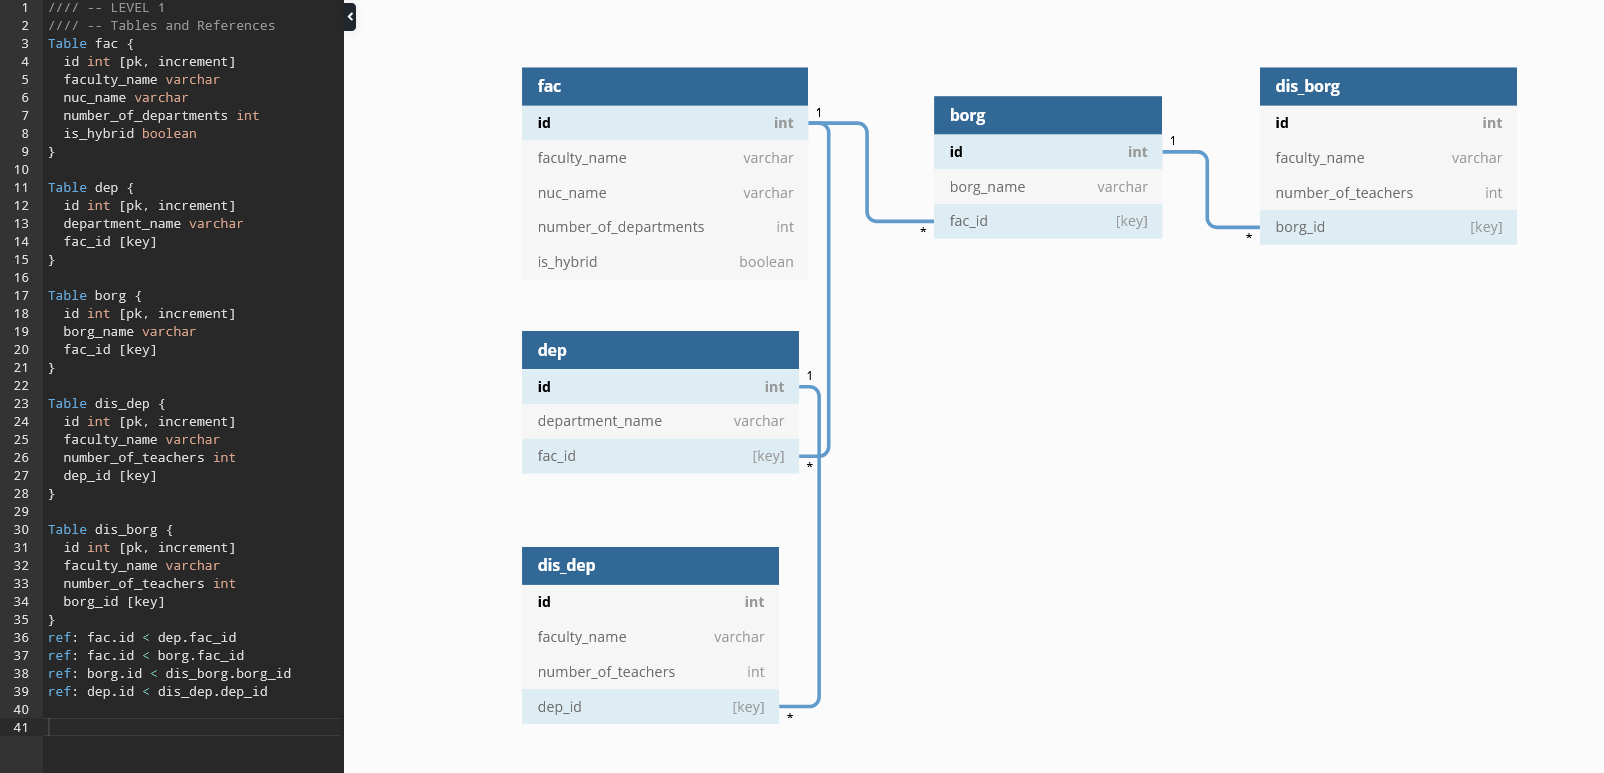 1 //// -- LEVEL 1
2 //// -- Tables and References
3 Table fac {
4 id int [pk, increment]
5 faculty_name varchar
6 nuc_name varchar
7 number_of_departments int
8 is_hybrid boolean
9 }
10
11 Table dep {
12 id int [pk, increment]
13 department_name varchar
14 fac_id [key]
15 }
16
17 Table borg {
18 id int [pk, increment]
19 borg_name varchar
20 fac_id [key]
21 }
22
23 Table dis_dep {
24 id int [pk, increment]
25 faculty_name varchar
26 number_of_teachers int
27 dep_id [key]
28 }
29
30 Table dis_borg {
31 id int [pk, increment]
32 faculty_name varchar
33 number_of_teachers int
34 borg_id [key]
35 }
36 ref: fac.id < dep.fac_id
37 ref: fac.id < borg.fac_id
38 ref: borg.id < dis_borg.borg_id
39 ref: dep.id < dis_dep.dep_id
40
41
fac
id int
faculty_name varchar
nuc_name varchar
number_of_departments int
is_hybrid boolean
1
*
borg
id int
borg_name varchar
fac_id [key]
1
*
dis_borg
id int
faculty_name varchar
number_of_teachers int
borg_id [key]
dep
id int
department_name varchar
fac_id [key]
1
*
dis_dep
id int
faculty_name varchar
number_of_teachers int
dep_id [key]
*